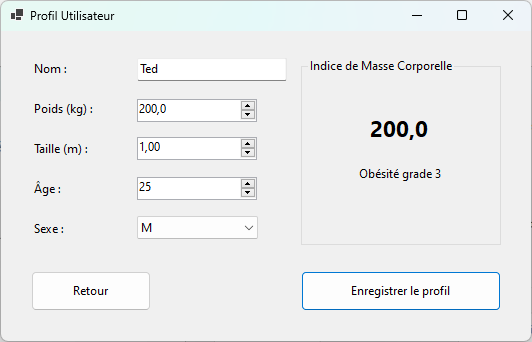 Profil Utilisateur
Nom :
Ted
Poids (kg) :
200,0
Taille (m) :
1,00
Âge :
25
Sexe :
M
Indice de Masse Corporelle
200,0
Obésité grade 3
Retour
Enregistrer le profil